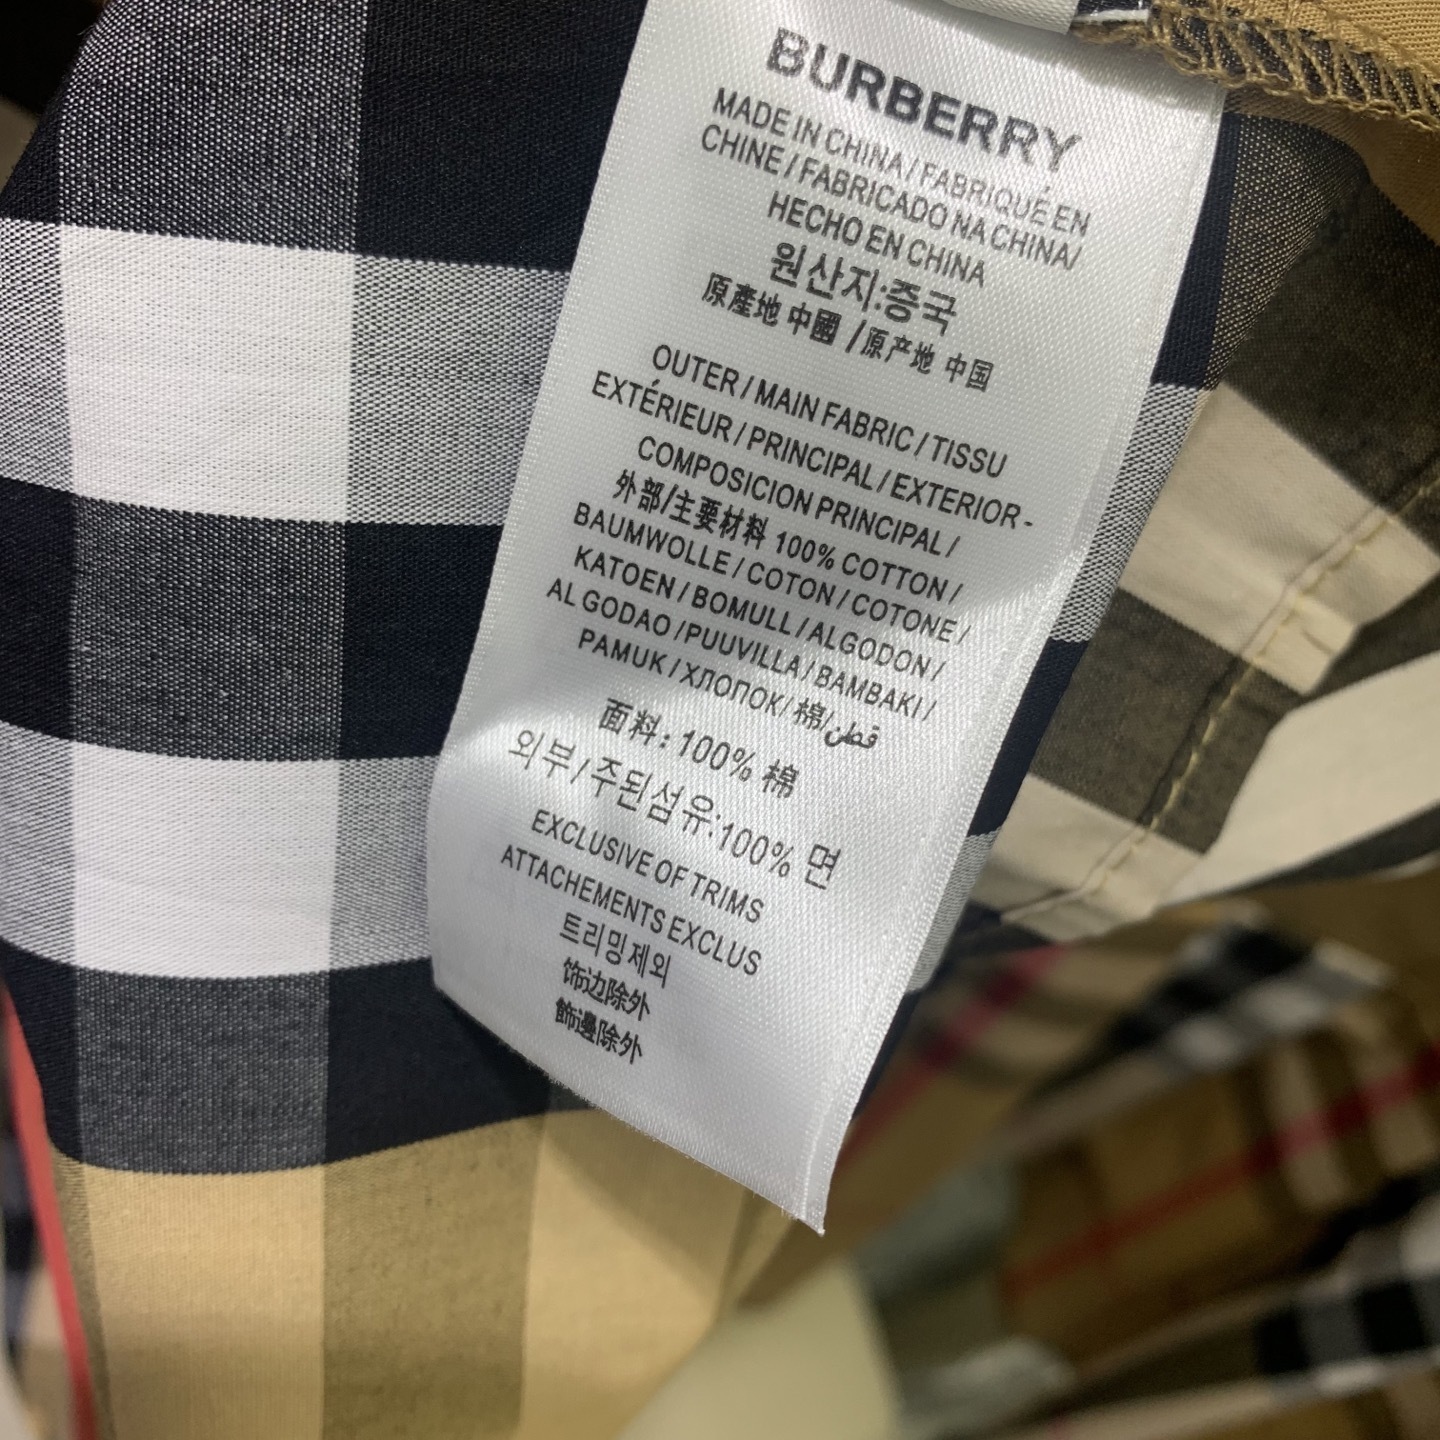 BURBERRY
MADE IN CHINA / FABRIQUÉ EN
CHINE / FABRICADO NA CHINA/
HECHO EN CHINA
원산지:중국
原產地 中國 /原产地 中国
OUTER / MAIN FABRIC / TISSU
EXTÉRIEUR / PRINCIPAL / EXTERIOR-
COMPOSICION PRINCIPAL /
外部/主要材料 100% COTTON /
BAUMWOLLE / COTON / COTONE /
KATOEN / BOMULL / ALGODON /
AL GODAO / PUUVILLA / BAMBAKI /
PAMUK / ХЛОПОК/ 棉/قطن
面料: 100% 棉
외부/주된섬유:100% 면
EXCLUSIVE OF TRIMS
ATTACHEMENTS EXCLUS
트리밍제외
饰边除外
飾邊除外